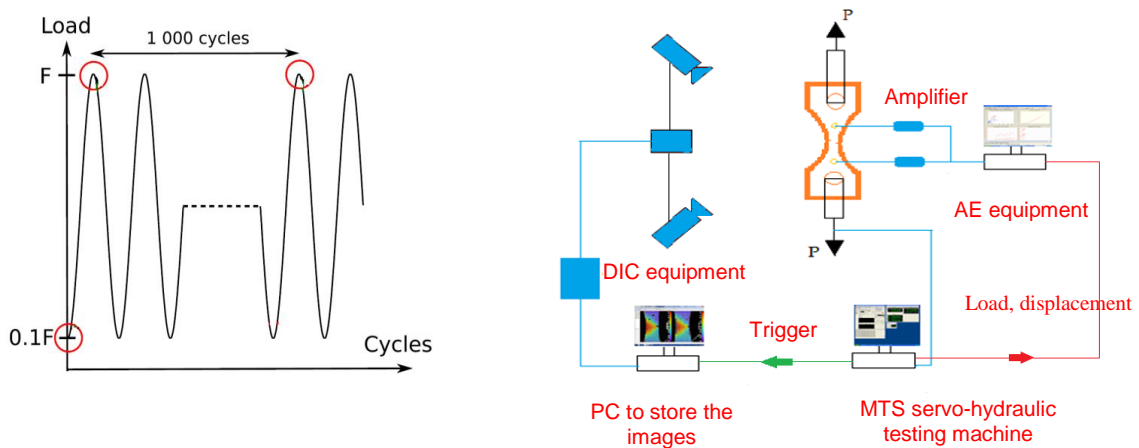 Load
1 000 cycles
F
0.1F
Cycles
P
Amplifier
AE equipment
P
DIC equipment
Load, displacement
Trigger
PC to store the
images
MTS servo-hydraulic
testing machine